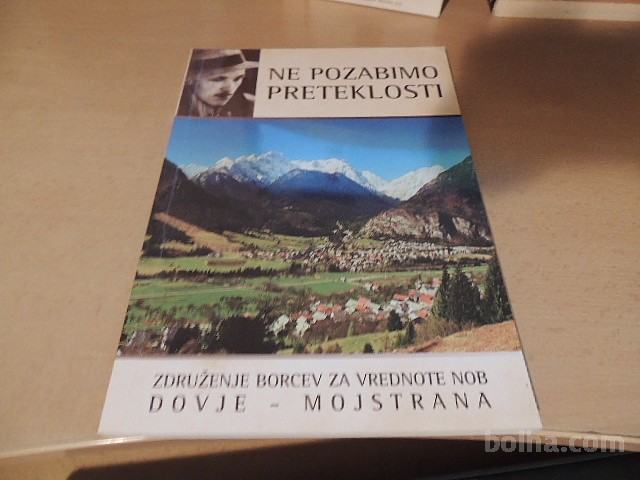 NE POZABIMO
PRETEKLOSTI
ZDRUŽENJE BORCEV ZA VREDNOTE NOB
DOVJE - MOJSTRANA
bolha.com